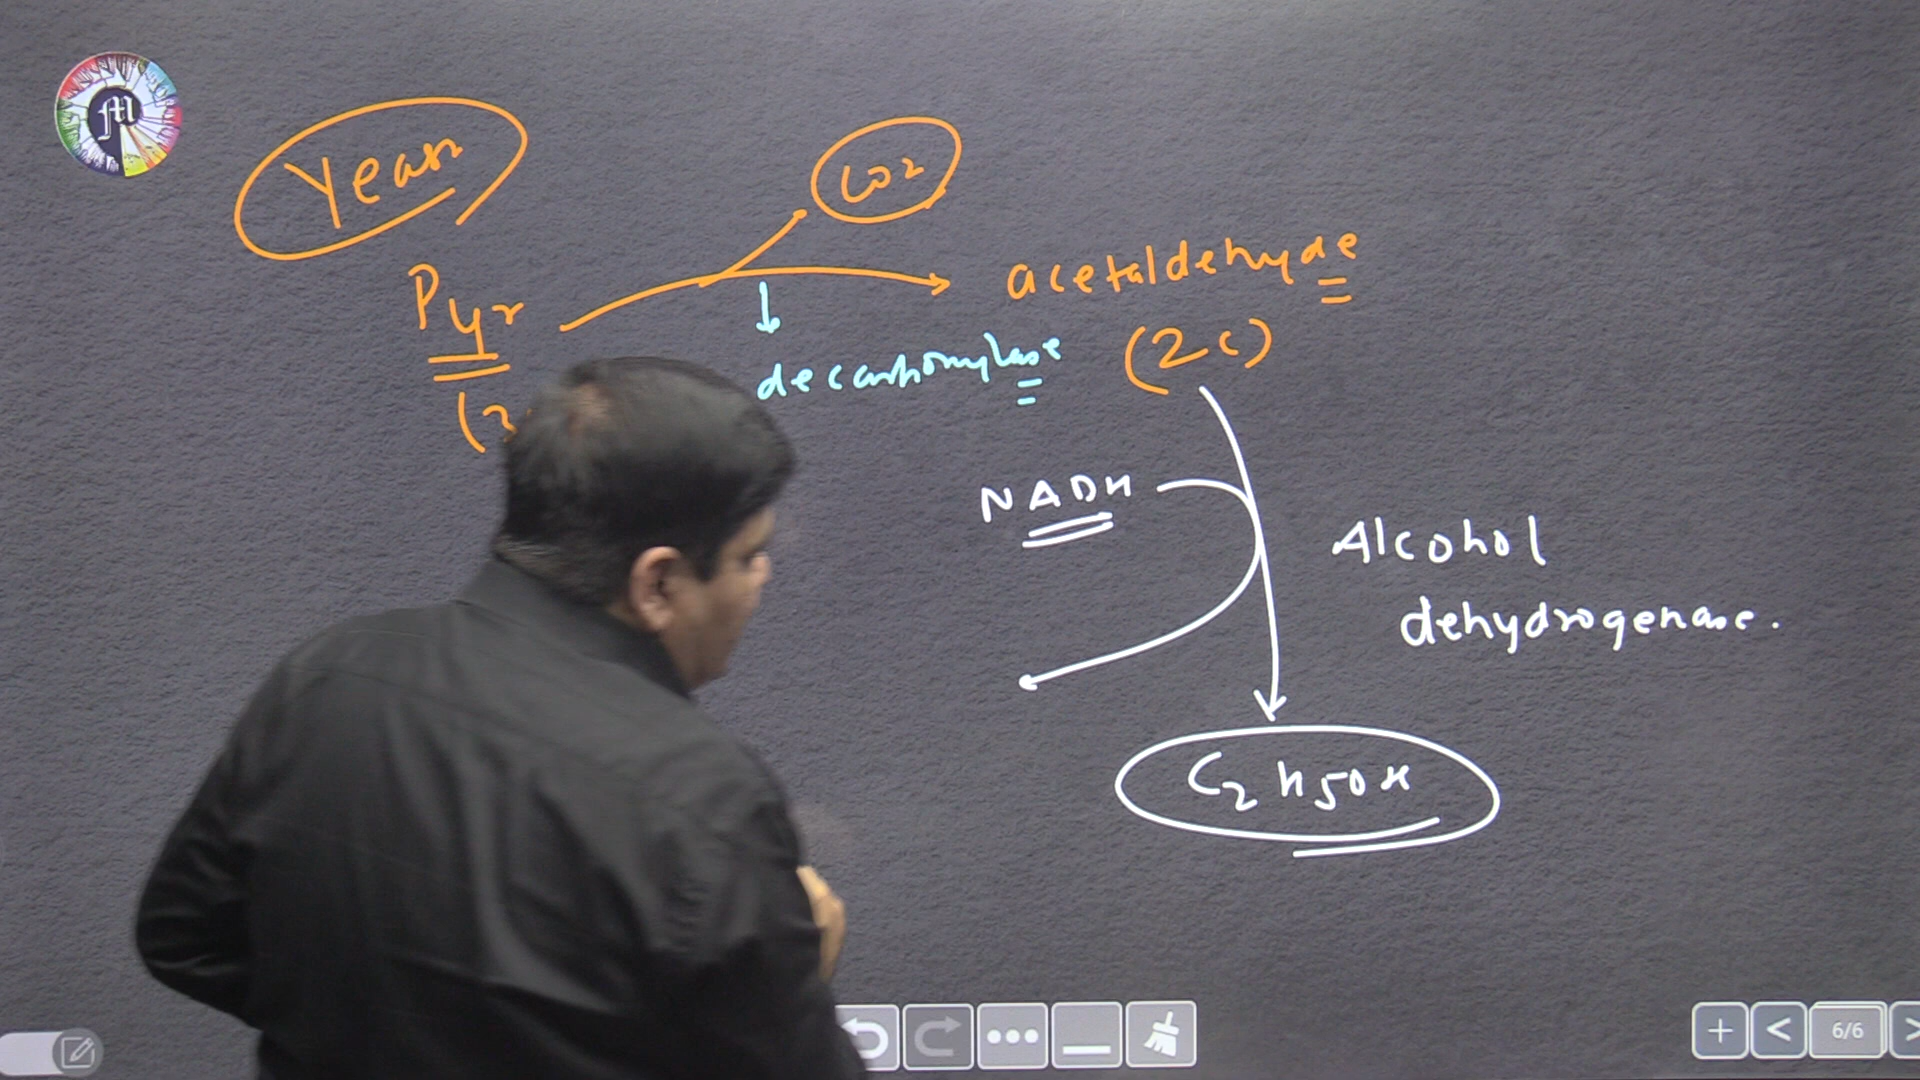 Yeast
CO2
Pyr
acetaldehyde
decarboxylase
(2C)
NADH
Alcohol
dehydrogenase.
C2H5OH
6/6